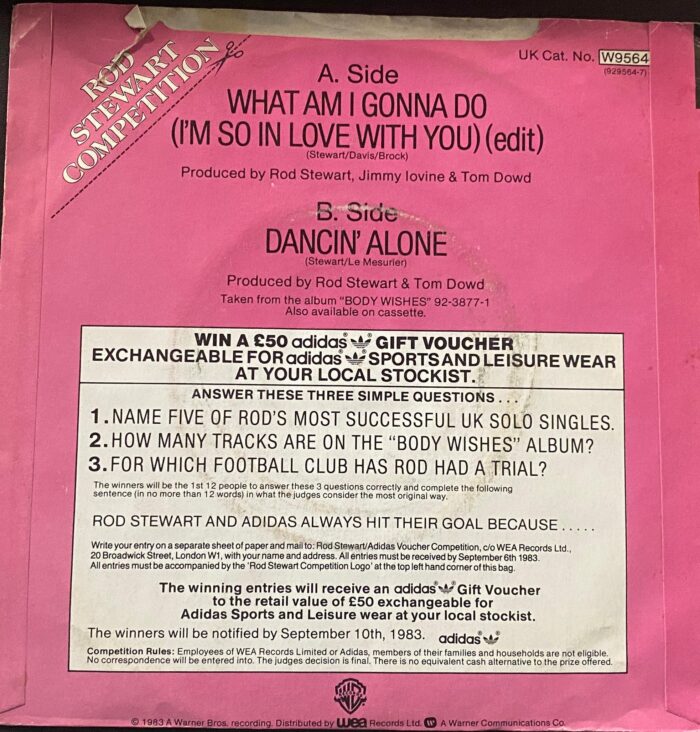 ROD
STEWART
COMPETITION
UK Cat. No. W9564
(929564-7)
A. Side
WHAT AM I GONNA DO
(I'M SO IN LOVE WITH YOU) (edit)
(Stewart/Davis/Brock)
Produced by Rod Stewart, Jimmy Iovine & Tom Dowd
B. Side
DANCIN' ALONE
(Stewart/Le Mesurier)
Produced by Rod Stewart & Tom Dowd
Taken from the album "BODY WISHES" 92-3877-1
Also available on cassette.
WIN A £50 adidas GIFT VOUCHER
EXCHANGEABLE FOR adidas SPORTS AND LEISURE WEAR
AT YOUR LOCAL STOCKIST.
ANSWER THESE THREE SIMPLE QUESTIONS . . .
1. NAME FIVE OF ROD'S MOST SUCCESSFUL UK SOLO SINGLES.
2. HOW MANY TRACKS ARE ON THE "BODY WISHES" ALBUM?
3. FOR WHICH FOOTBALL CLUB HAS ROD HAD A TRIAL?
The winners will be the 1st 12 people to answer these 3 questions correctly and complete the following
sentence (in no more than 12 words) in what the judges consider the most original way.
ROD STEWART AND ADIDAS ALWAYS HIT THEIR GOAL BECAUSE . . . . .
Write your entry on a separate sheet of paper and mail to: Rod Stewart/Adidas Voucher Competition, c/o WEA Records Ltd.,
20 Broadwick Street, London W1, with your name and address. All entries must be received by September 6th 1983.
All entries must be accompanied by the 'Rod Stewart Competition Logo' at the top left hand corner of this bag.
The winning entries will receive an adidas Gift Voucher
to the retail value of £50 exchangeable for
Adidas Sports and Leisure wear at your local stockist.
The winners will be notified by September 10th, 1983. adidas
Competition Rules: Employees of WEA Records Limited or Adidas, members of their families and households are not eligible.
No correspondence will be entered into. The judges decision is final. There is no equivalent cash alternative to the prize offered.
© 1983 A Warner Bros. recording. Distributed by wea Records Ltd. A Warner Communications Co.